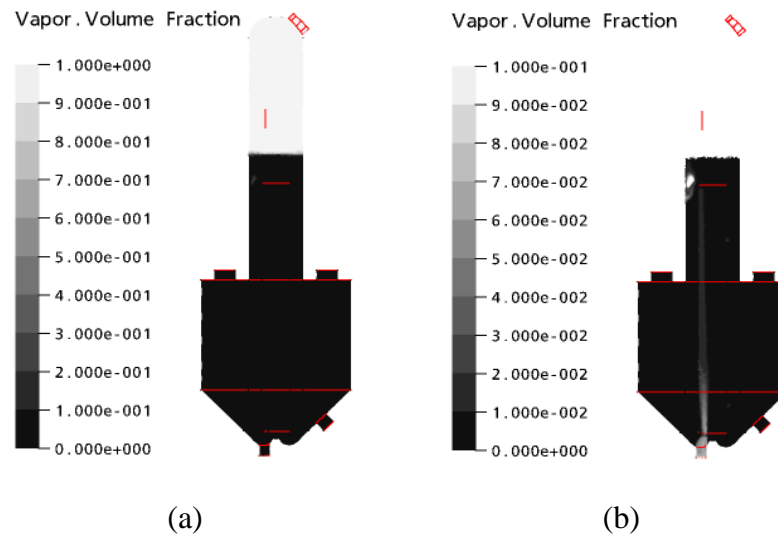 Vapor . Volume Fraction
1.000e+000
9.000e-001
8.000e-001
7.000e-001
6.000e-001
5.000e-001
4.000e-001
3.000e-001
2.000e-001
1.000e-001
0.000e+000
(a)
Vapor . Volume Fraction
1.000e-001
9.000e-002
8.000e-002
7.000e-002
6.000e-002
5.000e-002
4.000e-002
3.000e-002
2.000e-002
1.000e-002
0.000e+000
(b)